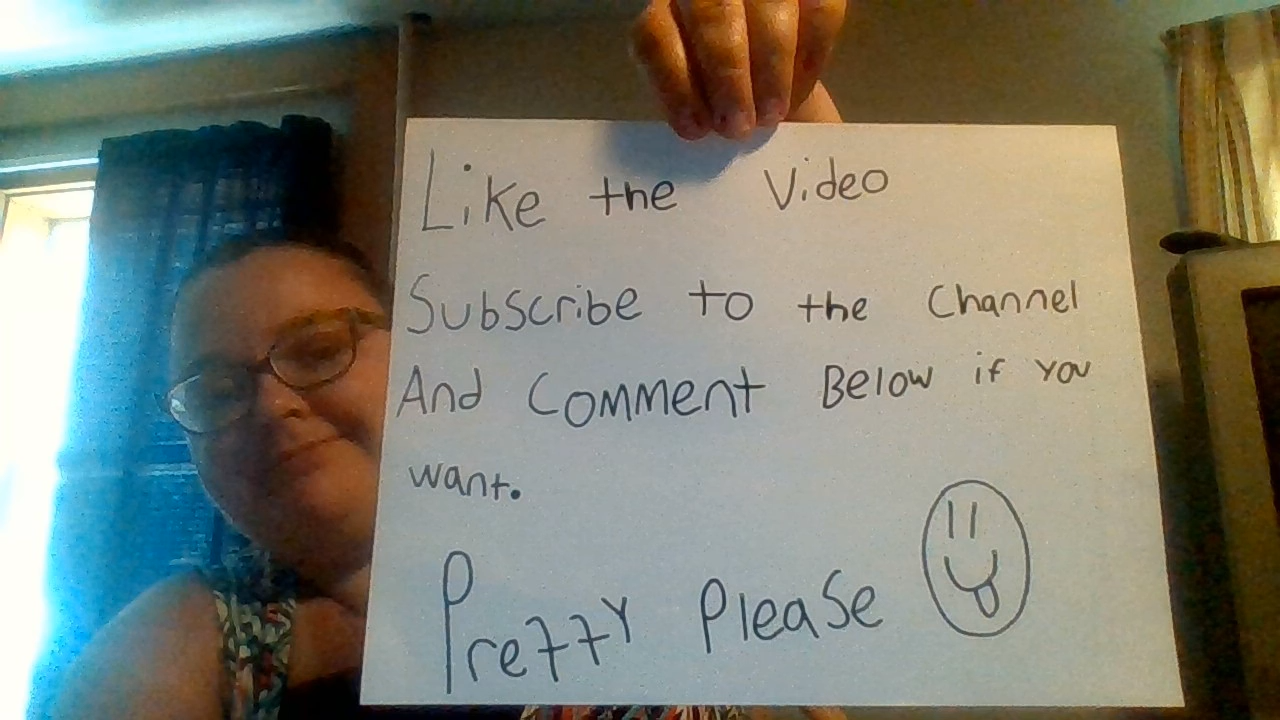 Like the Video
Subscribe to the Channel
And Comment Below if you
want.
Pretty Please